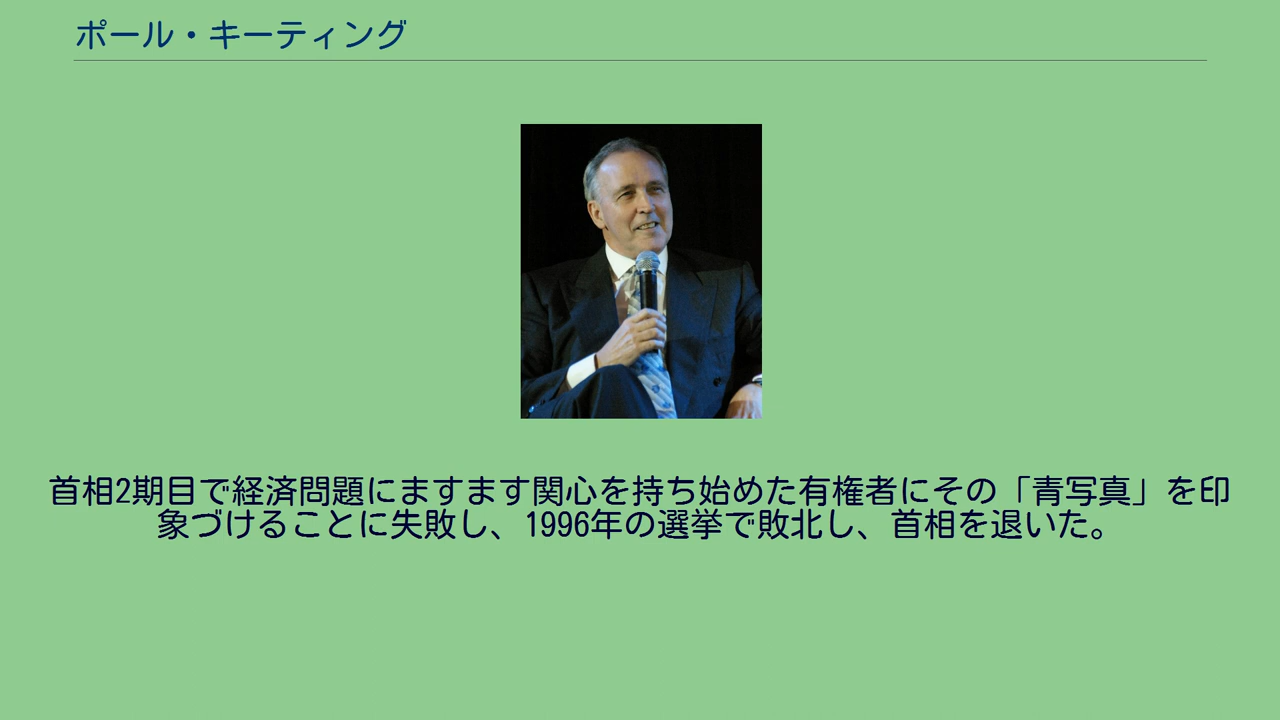 ポール・キーティング
首相2期目で経済問題にますます関心を持ち始めた有権者にその「青写真」を印
象づけることに失敗し、1996年の選挙で敗北し、首相を退いた。